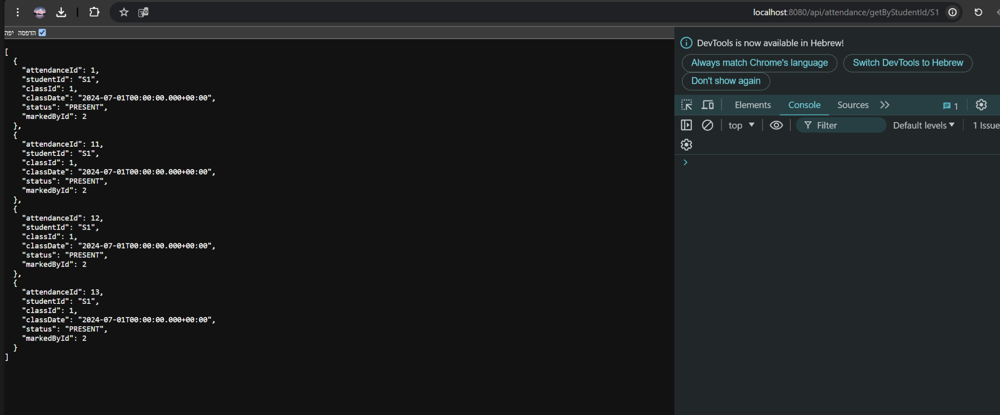 localhost:8080/api/attendance/getByStudentId/S1
הדפסה יפה
[
  {
    "attendanceId": 1,
    "studentId": "S1",
    "classId": 1,
    "classDate": "2024-07-01T00:00:00.000+00:00",
    "status": "PRESENT",
    "markedById": 2
  },
  {
    "attendanceId": 11,
    "studentId": "S1",
    "classId": 1,
    "classDate": "2024-07-01T00:00:00.000+00:00",
    "status": "PRESENT",
    "markedById": 2
  },
  {
    "attendanceId": 12,
    "studentId": "S1",
    "classId": 1,
    "classDate": "2024-07-01T00:00:00.000+00:00",
    "status": "PRESENT",
    "markedById": 2
  },
  {
    "attendanceId": 13,
    "studentId": "S1",
    "classId": 1,
    "classDate": "2024-07-01T00:00:00.000+00:00",
    "status": "PRESENT",
    "markedById": 2
  }
]
DevTools is now available in Hebrew!
Always match Chrome's language
Switch DevTools to Hebrew
Don't show again
Elements Console Sources 1
top Filter Default levels 1 Issue